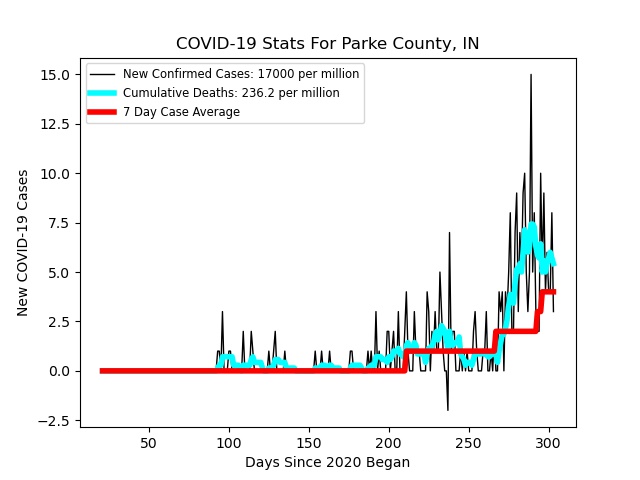 COVID-19 Stats For Parke County, IN
New Confirmed Cases: 17000 per million
Cumulative Deaths: 236.2 per million
7 Day Case Average
New COVID-19 Cases
15.0
12.5
10.0
7.5
5.0
2.5
0.0
−2.5
50 100 150 200 250 300
Days Since 2020 Began